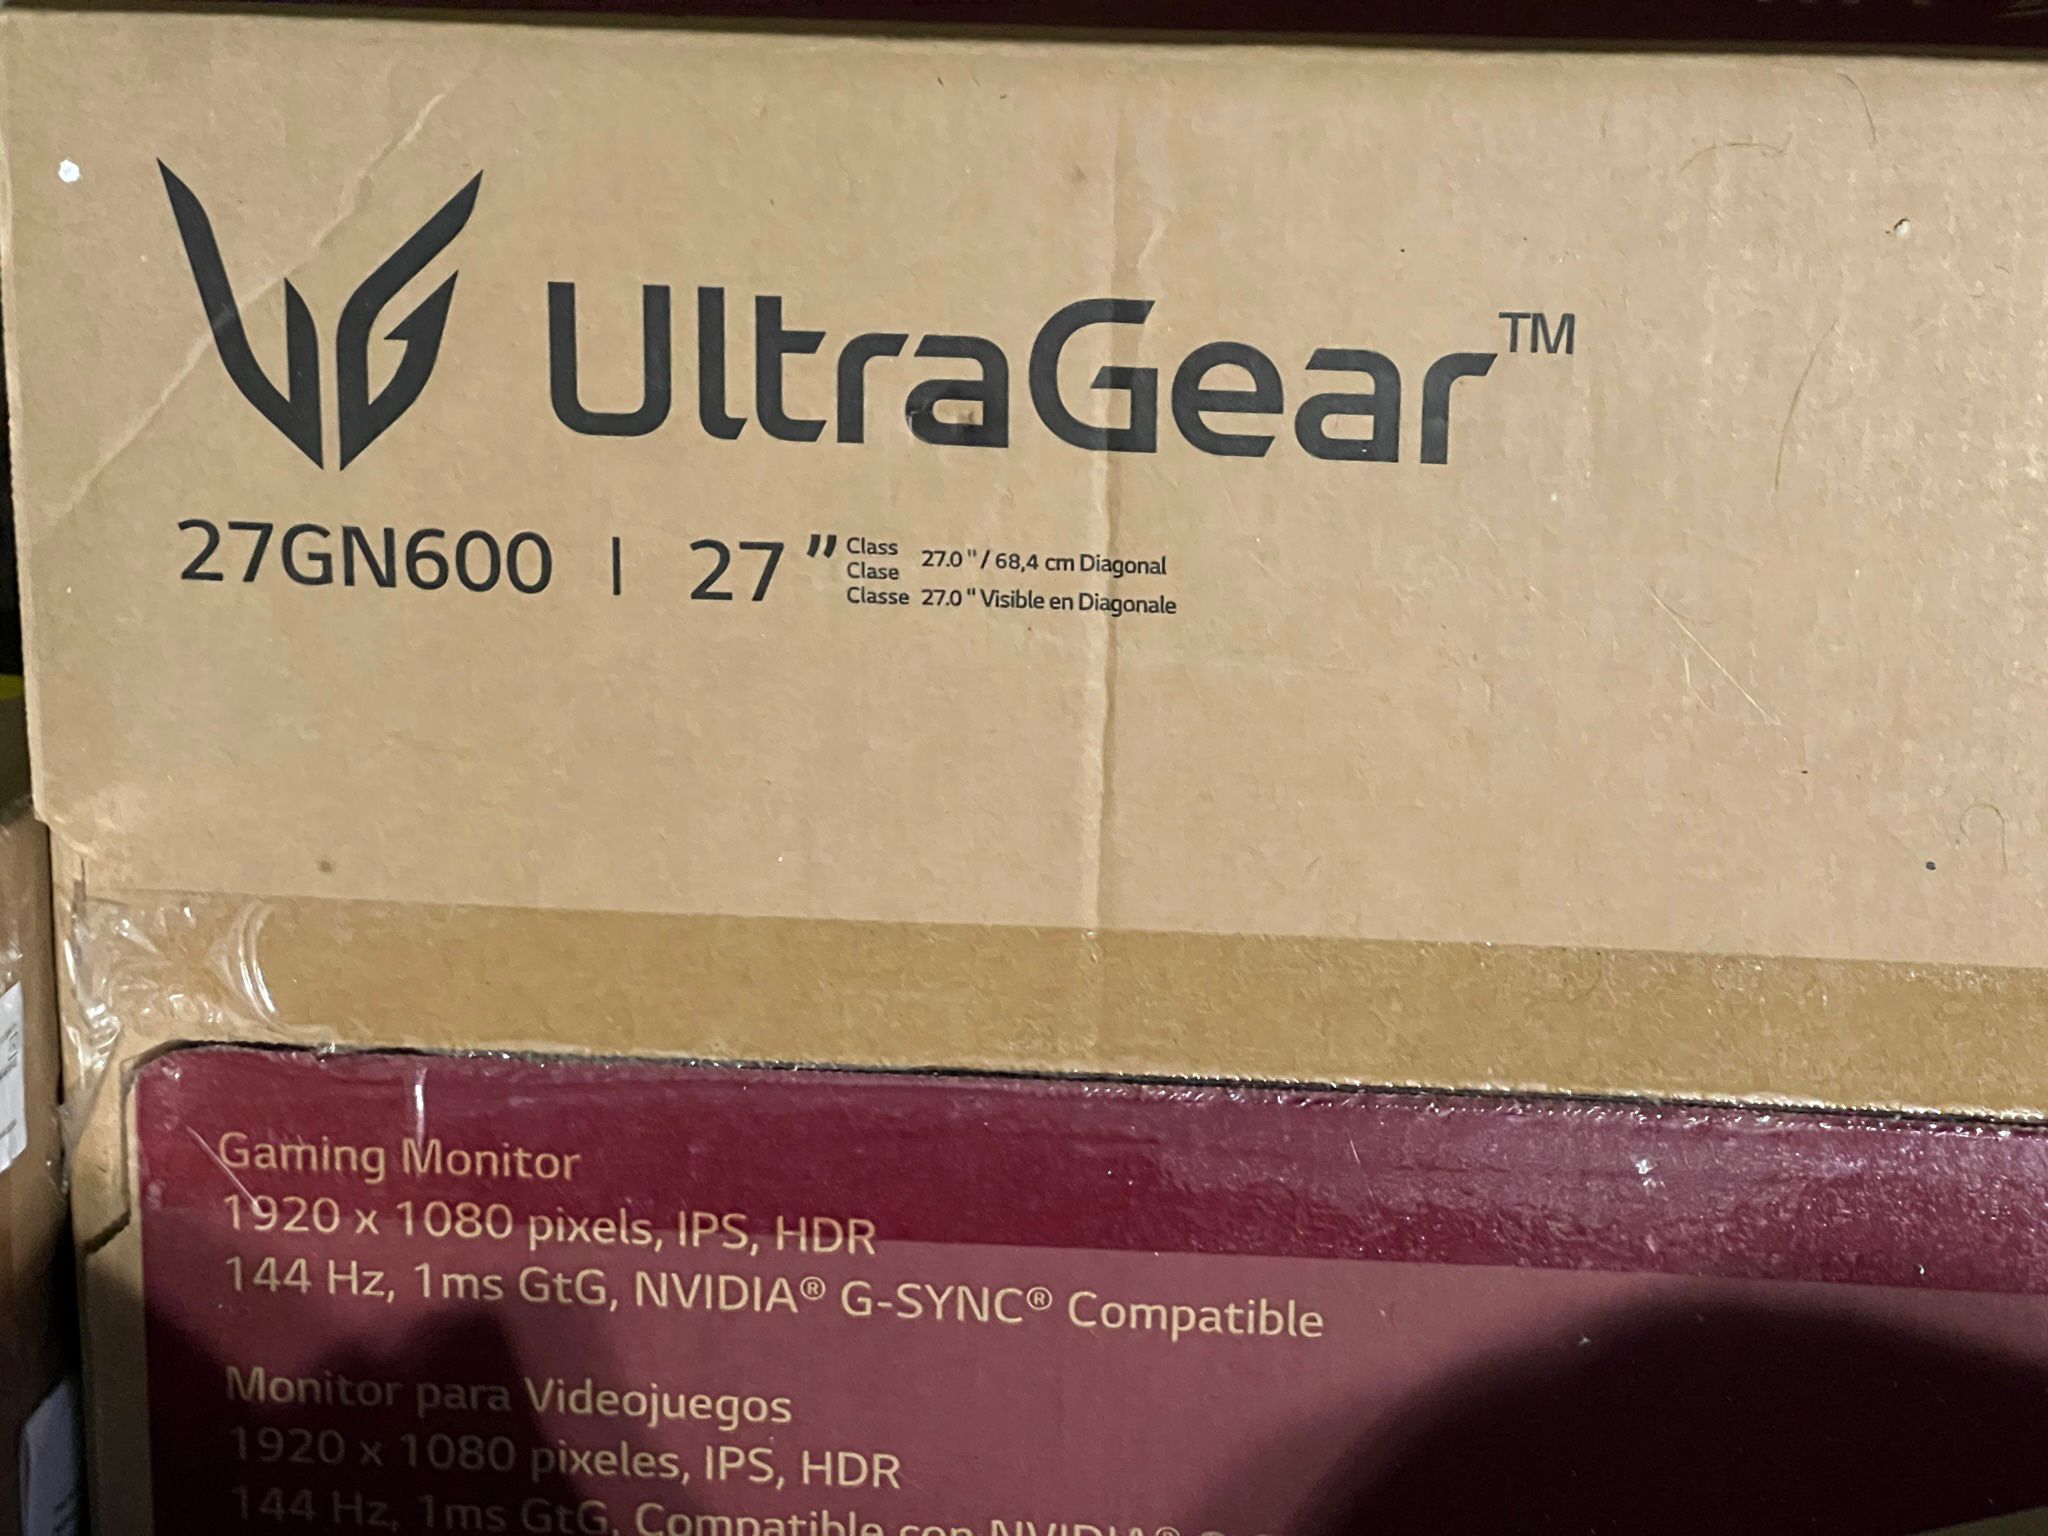 UltraGear™
27GN600 | 27" Class 27.0" / 68,4 cm Diagonal
Clase
Classe 27.0" Visible en Diagonale
Gaming Monitor
1920 x 1080 pixels, IPS, HDR
144 Hz, 1ms GtG, NVIDIA® G-SYNC® Compatible
Monitor para Videojuegos
1920 x 1080 pixeles, IPS, HDR
144 Hz, 1ms GtG, Compatible con NVIDIA®